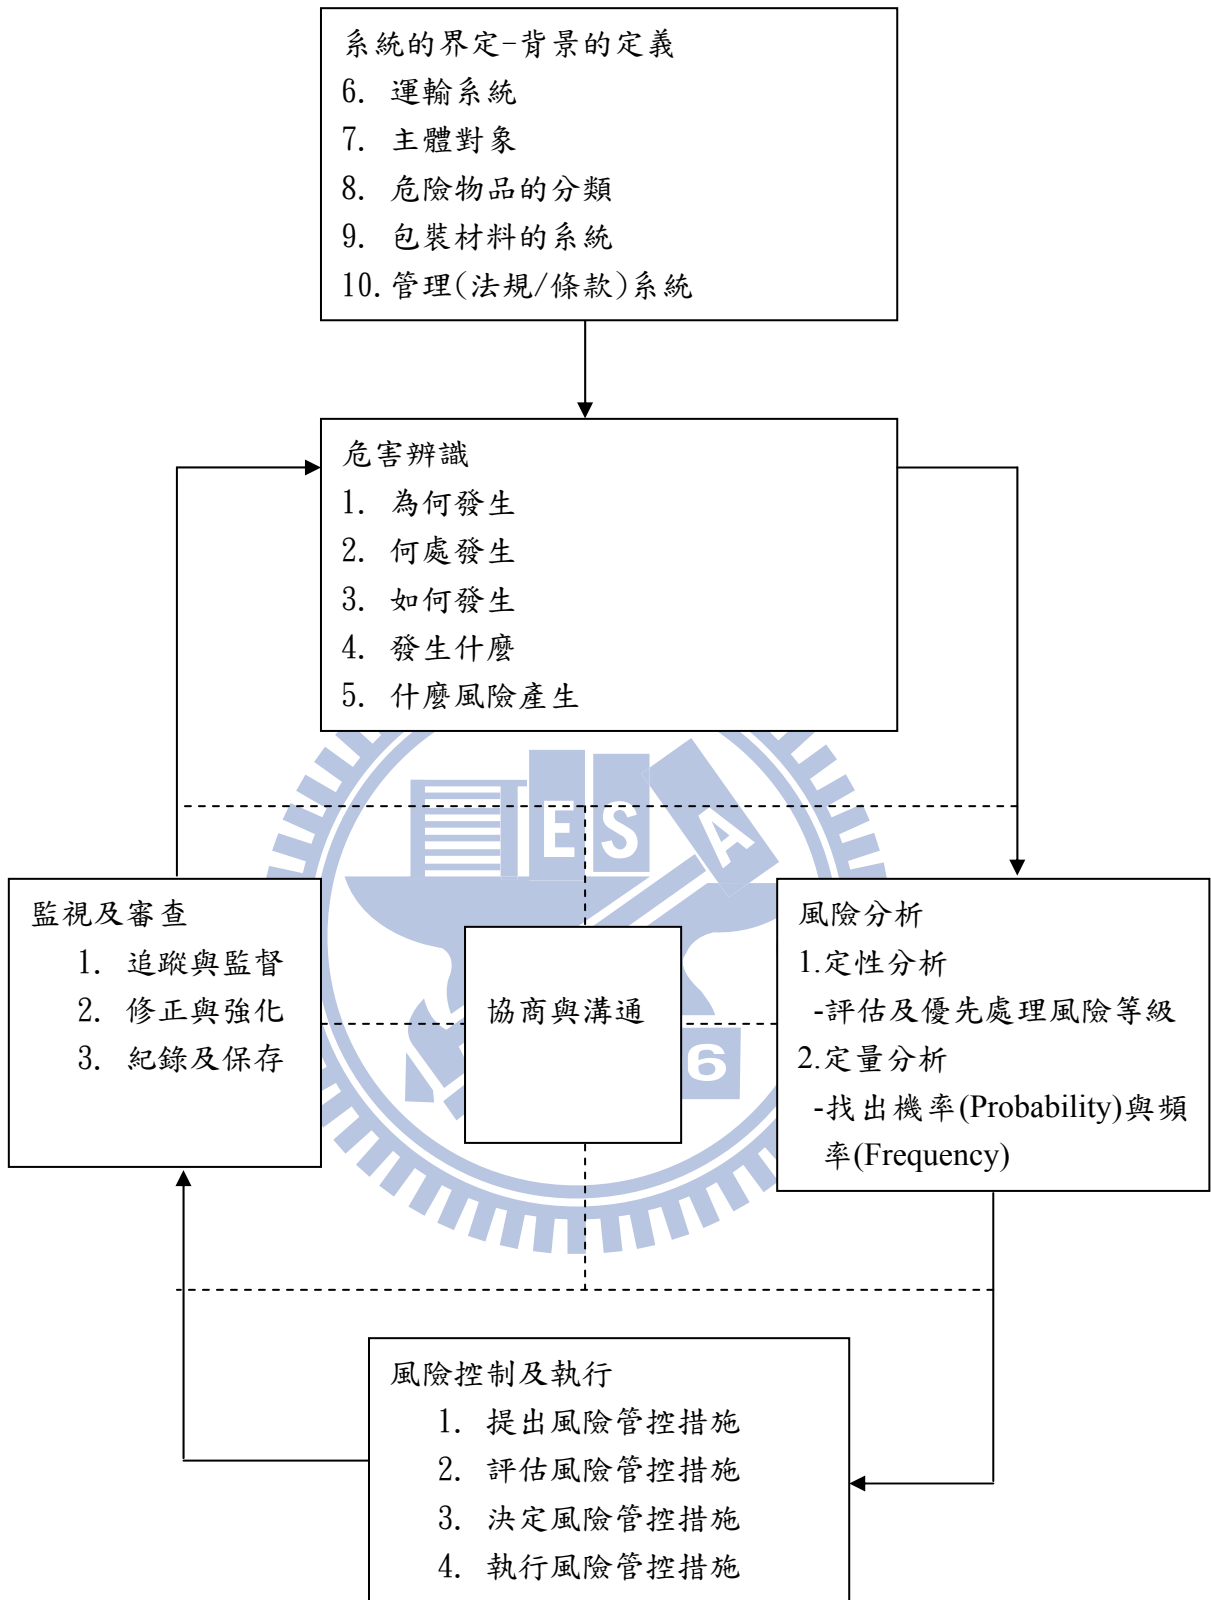 系統的界定-背景的定義
6. 運輸系統
7. 主體對象
8. 危險物品的分類
9. 包裝材料的系統
10.管理(法規/條款)系統
危害辨識
1. 為何發生
2. 何處發生
3. 如何發生
4. 發生什麼
5. 什麼風險產生
ESA
監視及審查
1. 追蹤與監督
2. 修正與強化
3. 紀錄及保存
協商與溝通
6
風險分析
1.定性分析
-評估及優先處理風險等級
2.定量分析
-找出機率(Probability)與頻
率(Frequency)
風險控制及執行
1. 提出風險管控措施
2. 評估風險管控措施
3. 決定風險管控措施
4. 執行風險管控措施